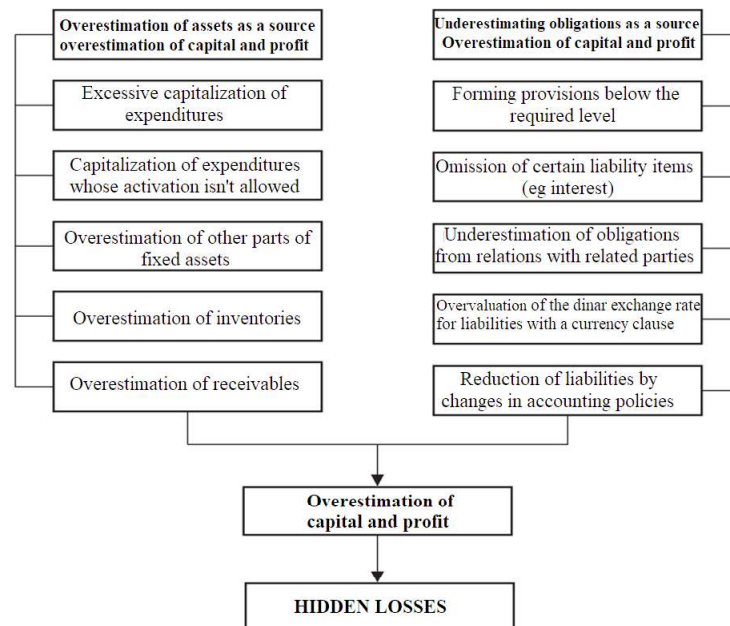 Overestimation of assets as a source
overestimation of capital and profit
Excessive capitalization of
expenditures
Capitalization of expenditures
whose activation isn't allowed
Overestimation of other parts of
fixed assets
Overestimation of inventories
Overestimation of receivables
Underestimating obligations as a source
Overestimation of capital and profit
Forming provisions below the
required level
Omission of certain liability items
(eg interest)
Underestimation of obligations
from relations with related parties
Overvaluation of the dinar exchange rate
for liabilities with a currency clause
Reduction of liabilities by
changes in accounting policies
Overestimation of
capital and profit
HIDDEN LOSSES